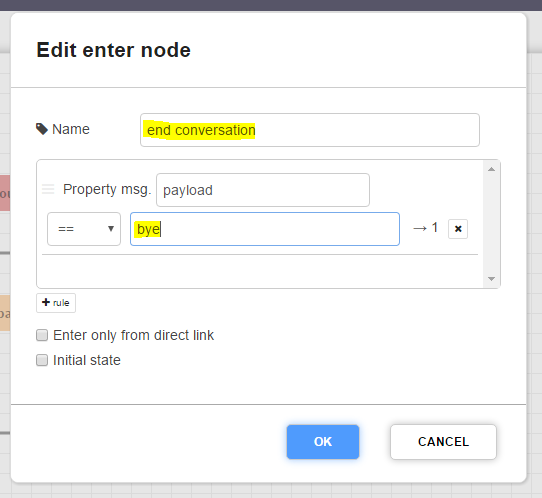 Edit enter node
Name end conversation
Property msg. payload
== bye → 1 ×
+ rule
Enter only from direct link
Initial state
OK CANCEL